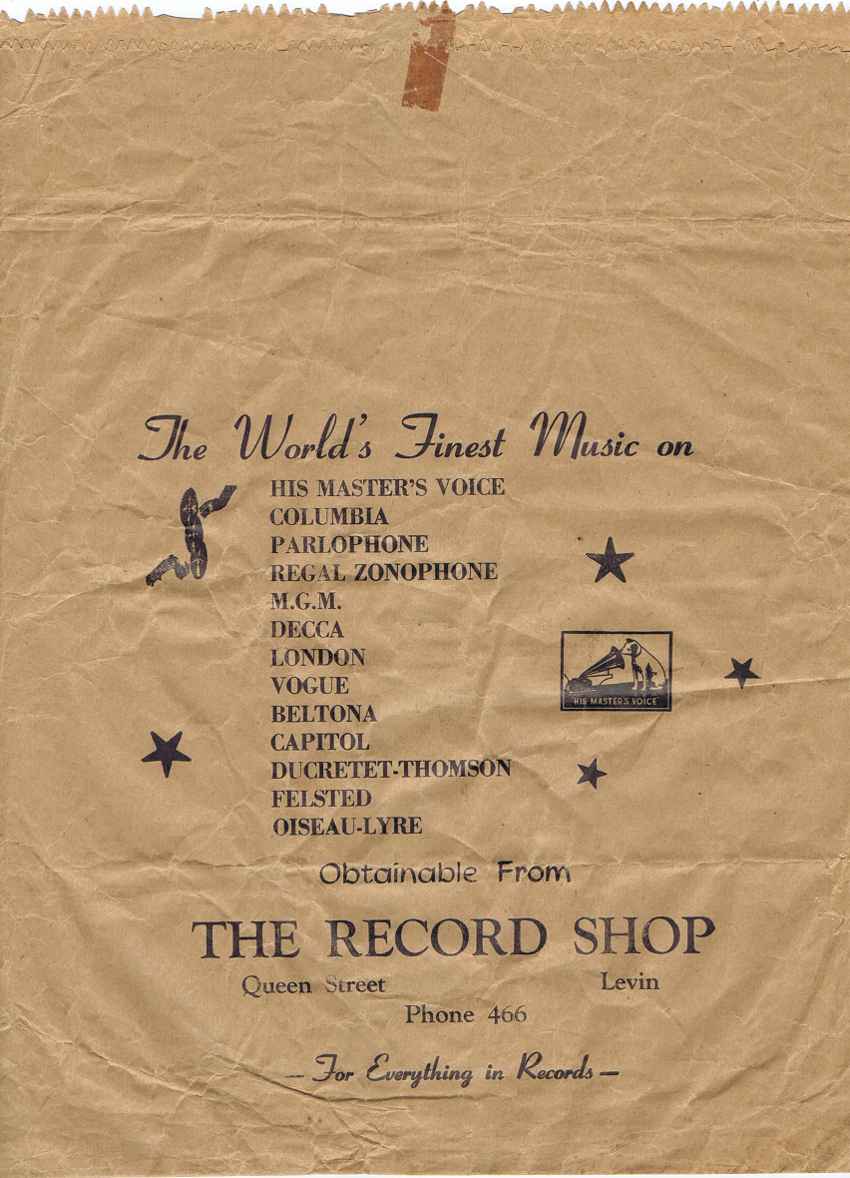 The World's Finest Music on
HIS MASTER'S VOICE
COLUMBIA
PARLOPHONE
REGAL ZONOPHONE
M.G.M.
DECCA
LONDON
VOGUE
BELTONA
CAPITOL
DUCRETET-THOMSON
FELSTED
OISEAU-LYRE
HIS MASTER'S VOICE
Obtainable From
THE RECORD SHOP
Queen Street Levin
Phone 466
— For Everything in Records —